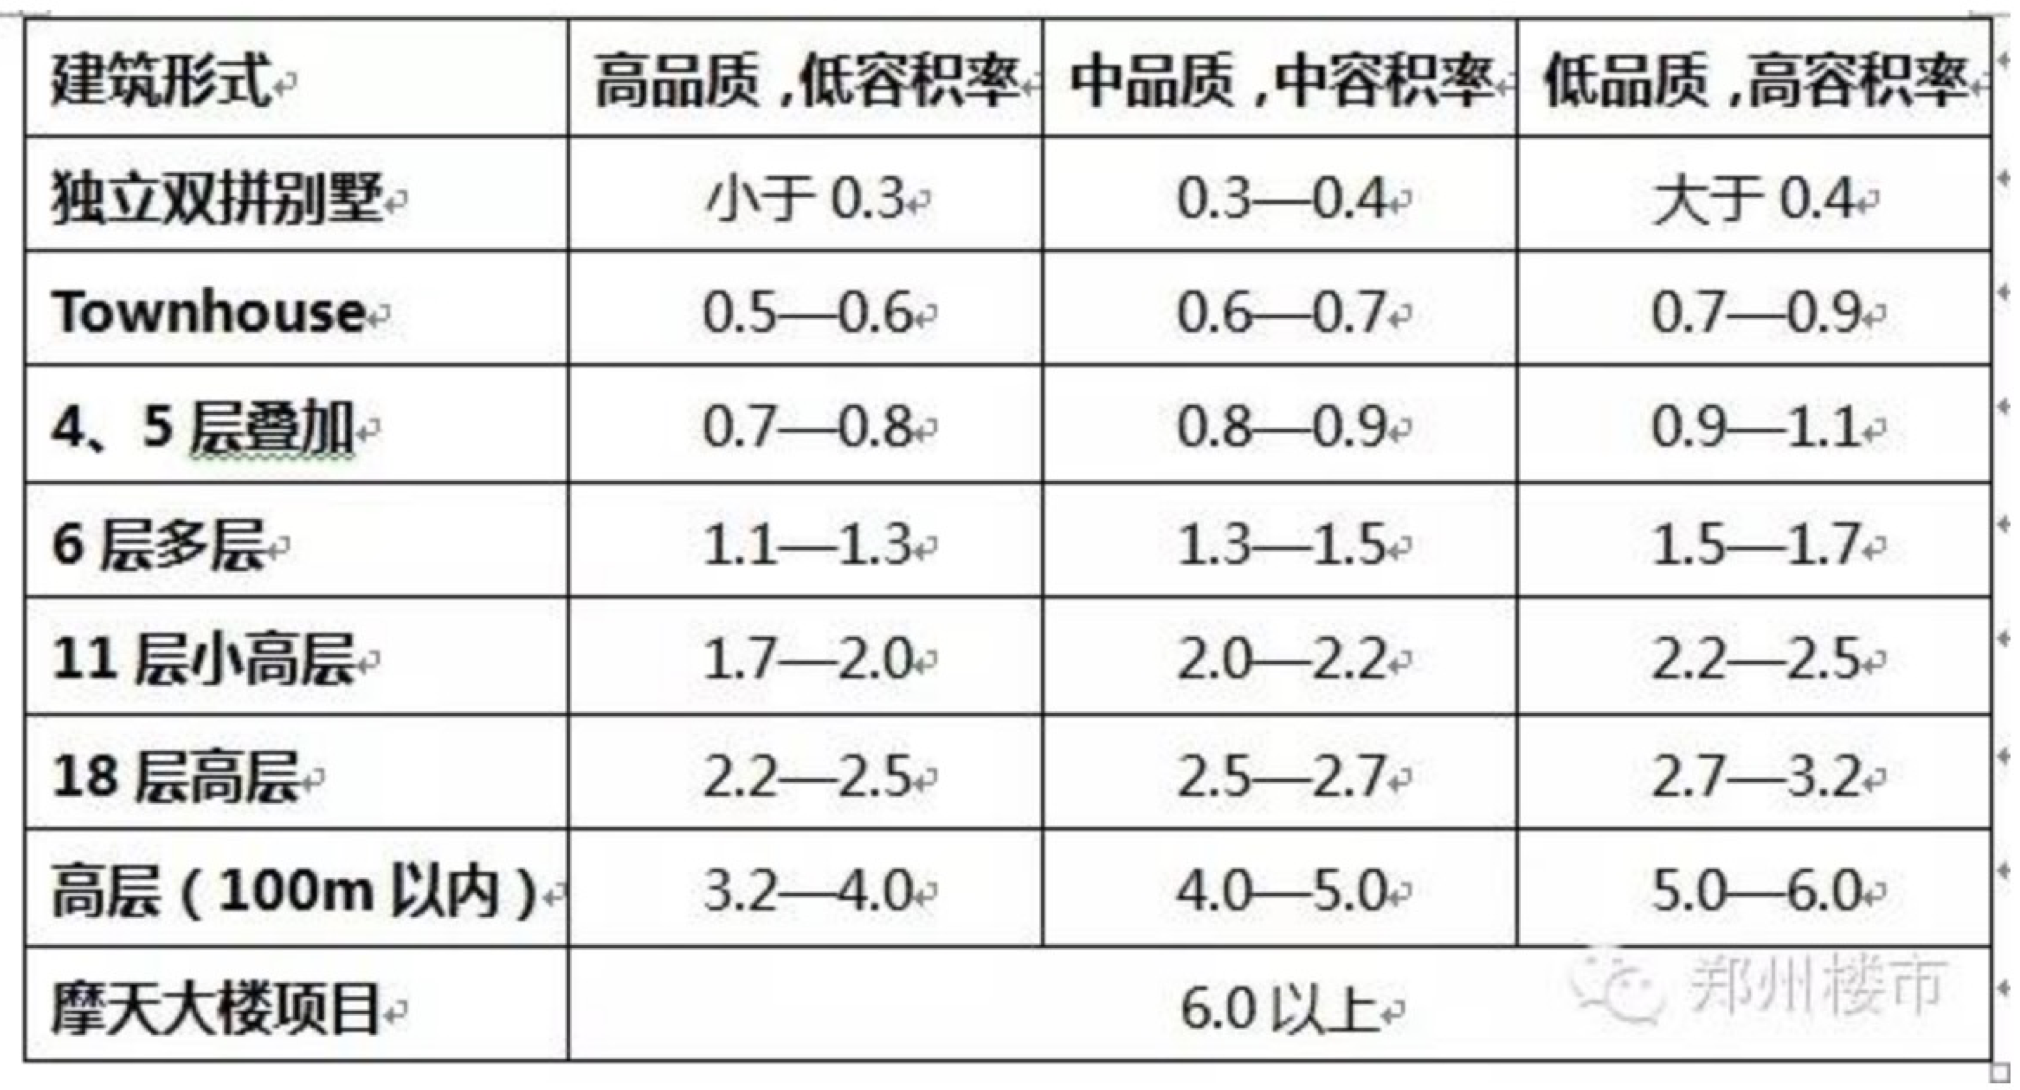 建筑形式 高品质,低容积率 中品质,中容积率 低品质,高容积率
独立双拼别墅 小于 0.3 0.3—0.4 大于 0.4
Townhouse 0.5—0.6 0.6—0.7 0.7—0.9
4、5 层叠加 0.7—0.8 0.8—0.9 0.9—1.1
6 层多层 1.1—1.3 1.3—1.5 1.5—1.7
11 层小高层 1.7—2.0 2.0—2.2 2.2—2.5
18 层高层 2.2—2.5 2.5—2.7 2.7—3.2
高层（100m 以内） 3.2—4.0 4.0—5.0 5.0—6.0
摩天大楼项目 6.0 以上
郑州楼市